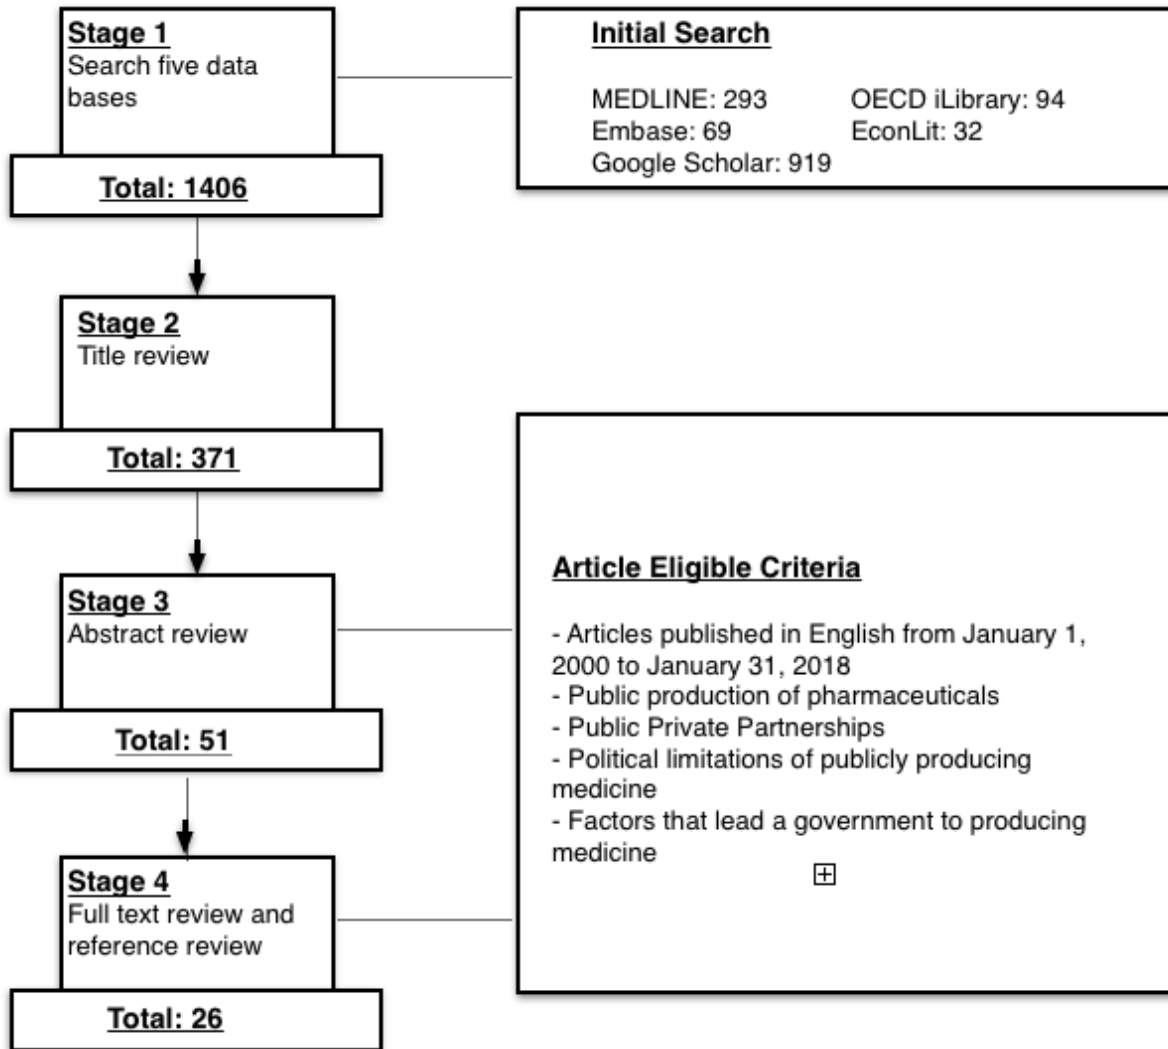 Stage 1
Search five data
bases
Total: 1406
Initial Search
MEDLINE: 293
OECD iLibrary: 94
Embase: 69
EconLit: 32
Google Scholar: 919
Stage 2
Title review
Total: 371
Stage 3
Abstract review
Total: 51
Article Eligible Criteria
- Articles published in English from January 1,
2000 to January 31, 2018
- Public production of pharmaceuticals
- Public Private Partnerships
- Political limitations of publicly producing
medicine
- Factors that lead a government to producing
medicine
Stage 4
Full text review and
reference review
Total: 26